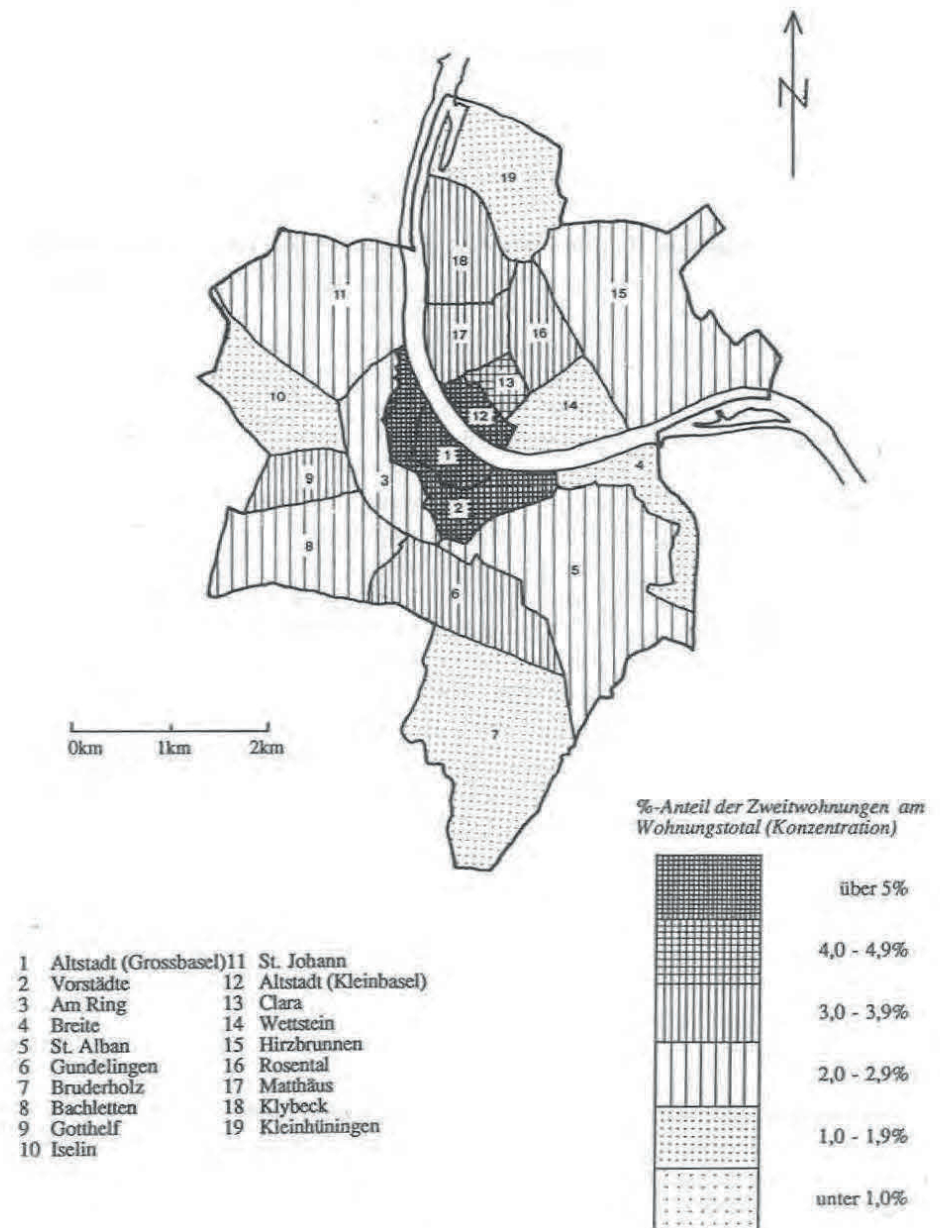 N
19
18
11
15
17
16
13
10
14
12
1
4
3
9
2
8
5
6
7
0km 1km 2km
%-Anteil der Zweitwohnungen am
Wohnungstotal (Konzentration)
über 5%
4,0 - 4,9%
3,0 - 3,9%
2,0 - 2,9%
1,0 - 1,9%
unter 1,0%
1 Altstadt (Grossbasel) 11 St. Johann
2 Vorstädte 12 Altstadt (Kleinbasel)
3 Am Ring 13 Clara
4 Breite 14 Wettstein
5 St. Alban 15 Hirzbrunnen
6 Gundelingen 16 Rosental
7 Bruderholz 17 Matthäus
8 Bachletten 18 Klybeck
9 Gotthelf 19 Kleinhüningen
10 Iselin